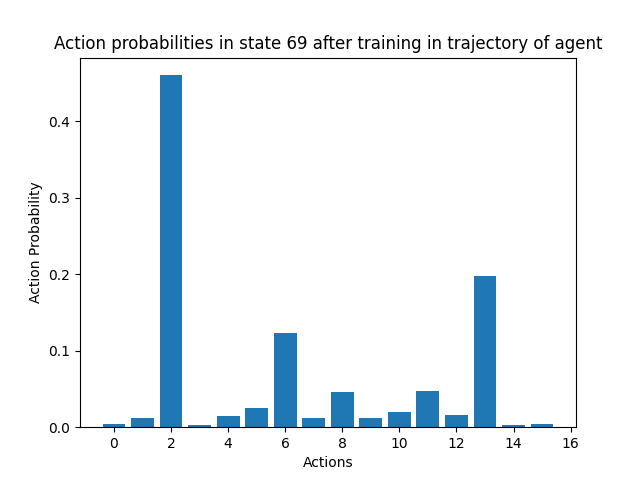 Action probabilities in state 69 after training in trajectory of agent
Action Probability
0.4
0.3
0.2
0.1
0.0
0 2 4 6 8 10 12 14 16
Actions